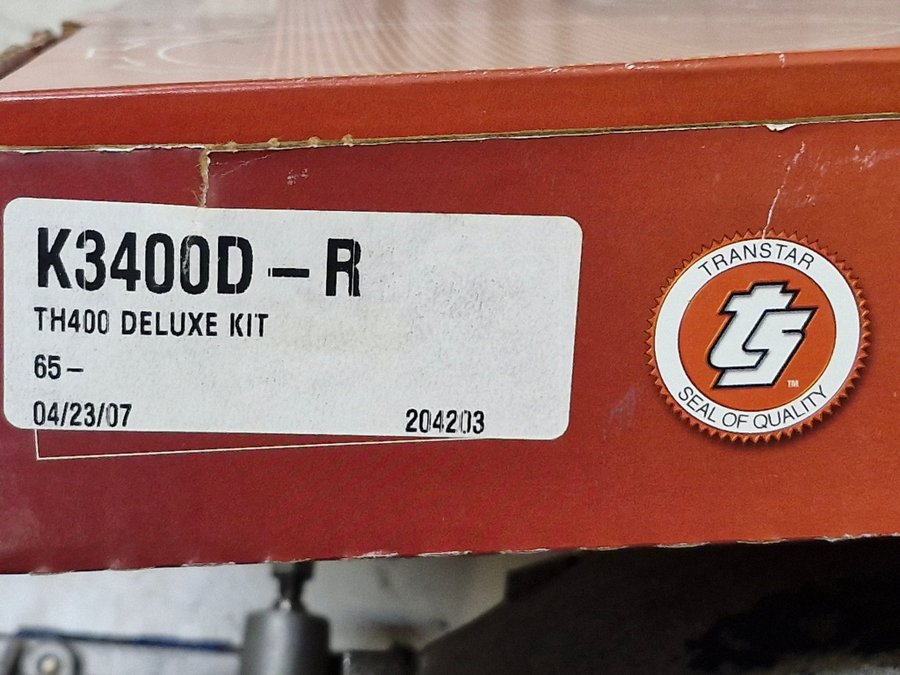 K3400D – R
TH400 DELUXE KIT
65–
04/23/07 204203
TRANSTAR
ts
TM
SEAL OF QUALITY